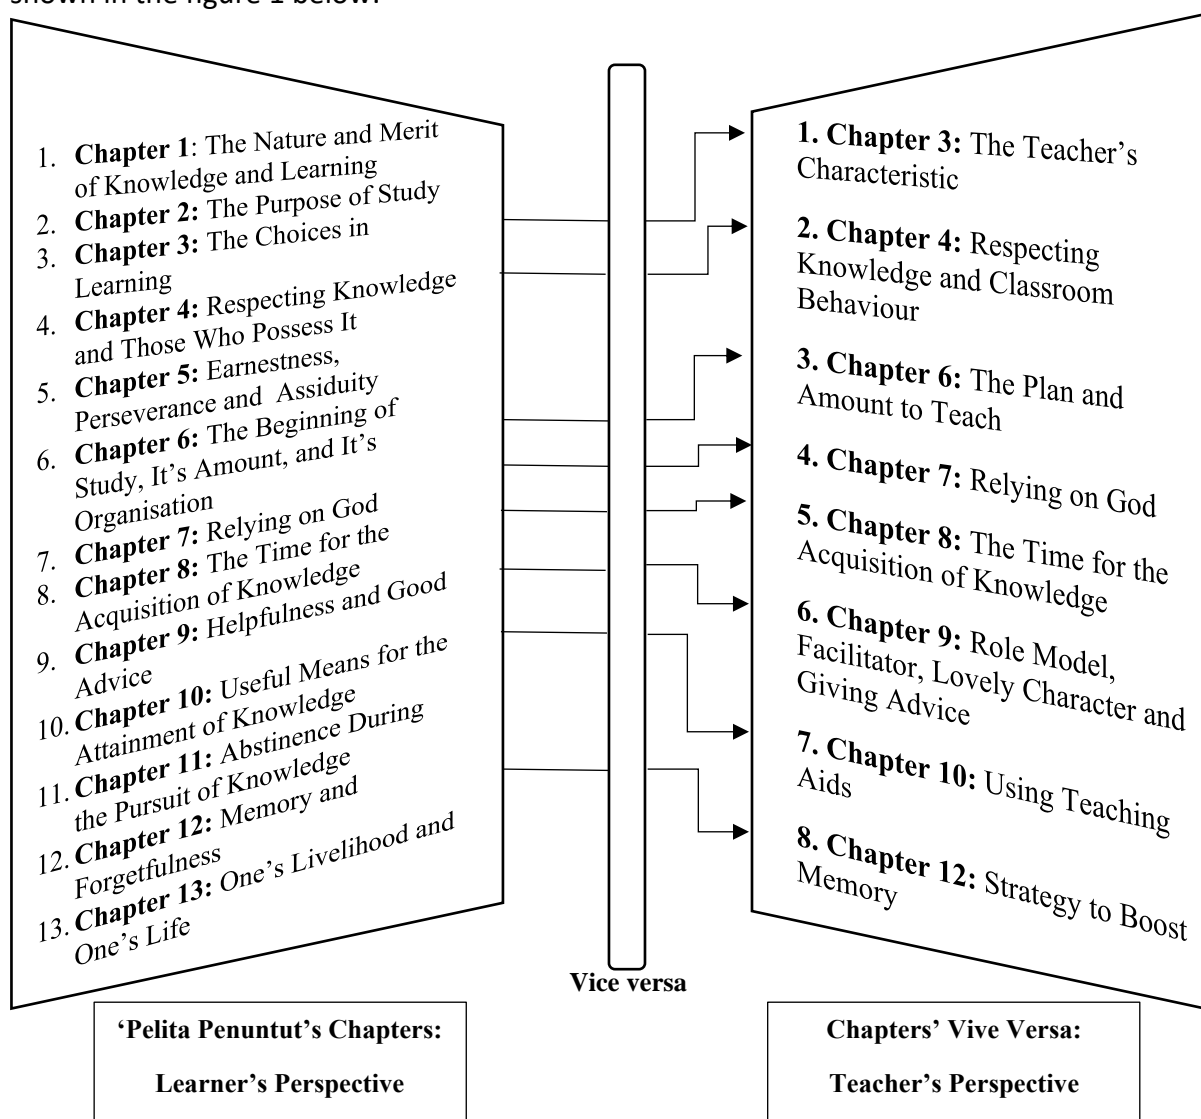 shown in the figure 1 below:
1. Chapter 1: The Nature and Merit
of Knowledge and Learning
2. Chapter 2: The Purpose of Study
3. Chapter 3: The Choices in
Learning
4. Chapter 4: Respecting Knowledge
and Those Who Possess It
5. Chapter 5: Earnestness,
Perseverance and Assiduity
6. Chapter 6: The Beginning of
Study, It's Amount, and It's
Organisation
7. Chapter 7: Relying on God
8. Chapter 8: The Time for the
Acquisition of Knowledge
9. Chapter 9: Helpfulness and Good
Advice
10. Chapter 10: Useful Means for the
Attainment of Knowledge
11. Chapter 11: Abstinence During
the Pursuit of Knowledge
12. Chapter 12: Memory and
Forgetfulness
13. Chapter 13: One's Livelihood and
One's Life
Vice versa
1. Chapter 3: The Teacher's
Characteristic
2. Chapter 4: Respecting
Knowledge and Classroom
Behaviour
3. Chapter 6: The Plan and
Amount to Teach
4. Chapter 7: Relying on God
5. Chapter 8: The Time for the
Acquisition of Knowledge
6. Chapter 9: Role Model,
Facilitator, Lovely Character and
Giving Advice
7. Chapter 10: Using Teaching
Aids
8. Chapter 12: Strategy to Boost
Memory
‘Pelita Penuntut's Chapters:
Learner's Perspective
Chapters' Vive Versa:
Teacher's Perspective